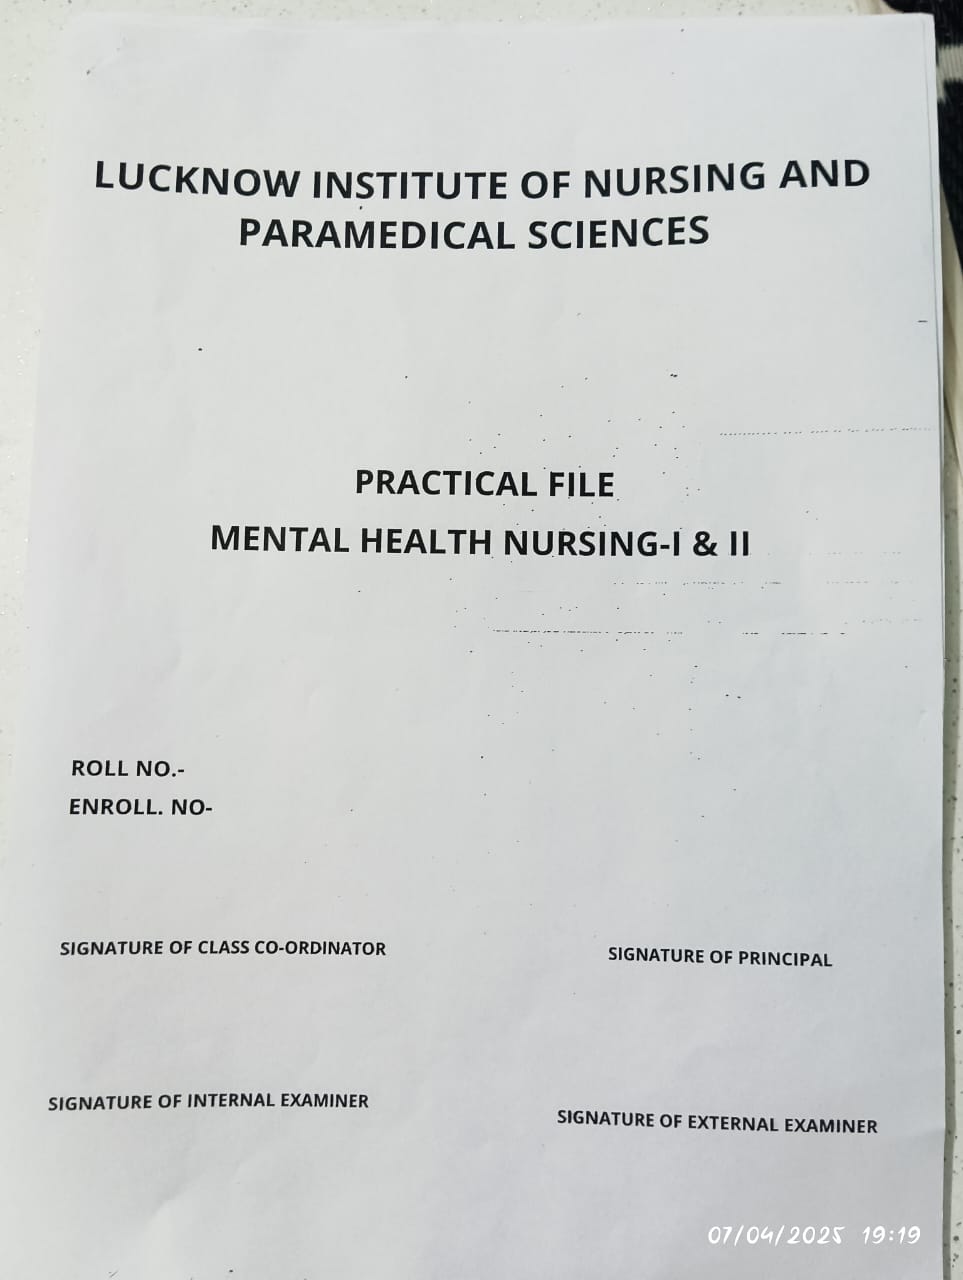 LUCKNOW INSTITUTE OF NURSING AND
PARAMEDICAL SCIENCES
PRACTICAL FILE
MENTAL HEALTH NURSING-I & II
ROLL NO.-
ENROLL. NO-
SIGNATURE OF CLASS CO-ORDINATOR
SIGNATURE OF PRINCIPAL
SIGNATURE OF INTERNAL EXAMINER
SIGNATURE OF EXTERNAL EXAMINER
07/04/2025 19:19